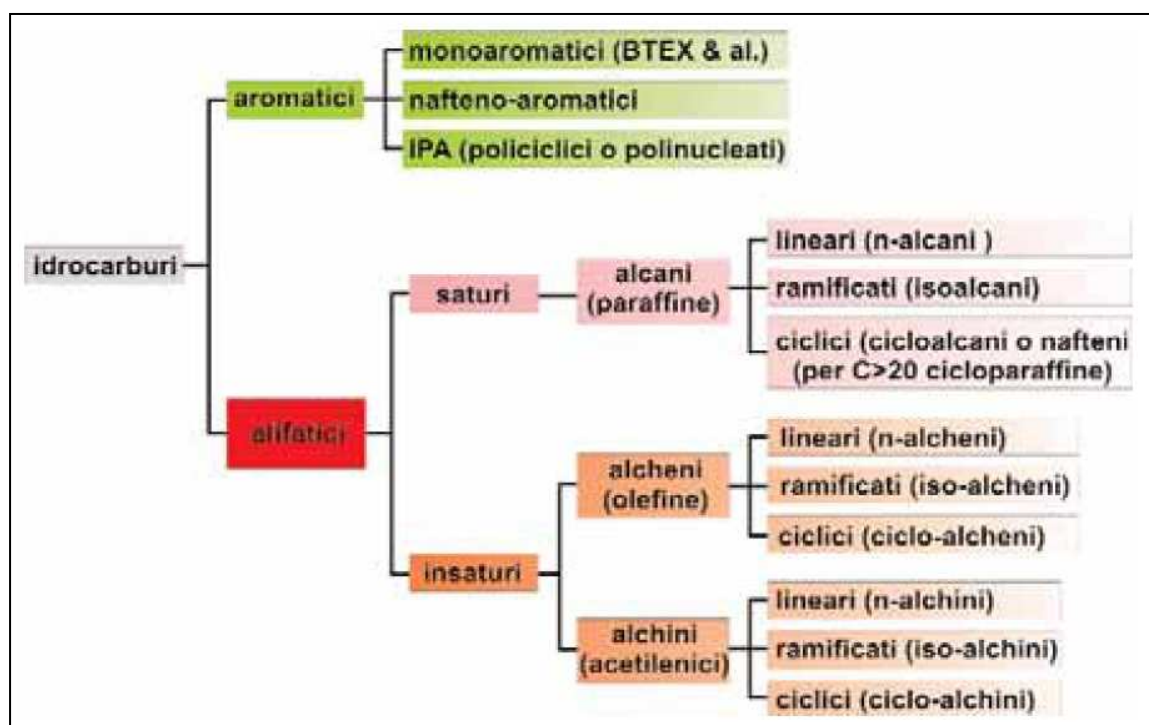 monoaromatici (BTEX & al.)
aromatici
nafteno-aromatici
IPA (policiclici o polinucleati)
idrocarburi
saturi
alcani
(paraffine)
lineari (n-alcani )
ramificati (isoalcani)
ciclici (cicloalcani o nafteni
(per C>20 cicloparaffine)
alifatici
insaturi
alcheni
(olefine)
lineari (n-alcheni)
ramificati (iso-alcheni)
ciclici (ciclo-alcheni)
alchini
(acetilenici)
lineari (n-alchini)
ramificati (iso-alchini)
ciclici (ciclo-alchini)